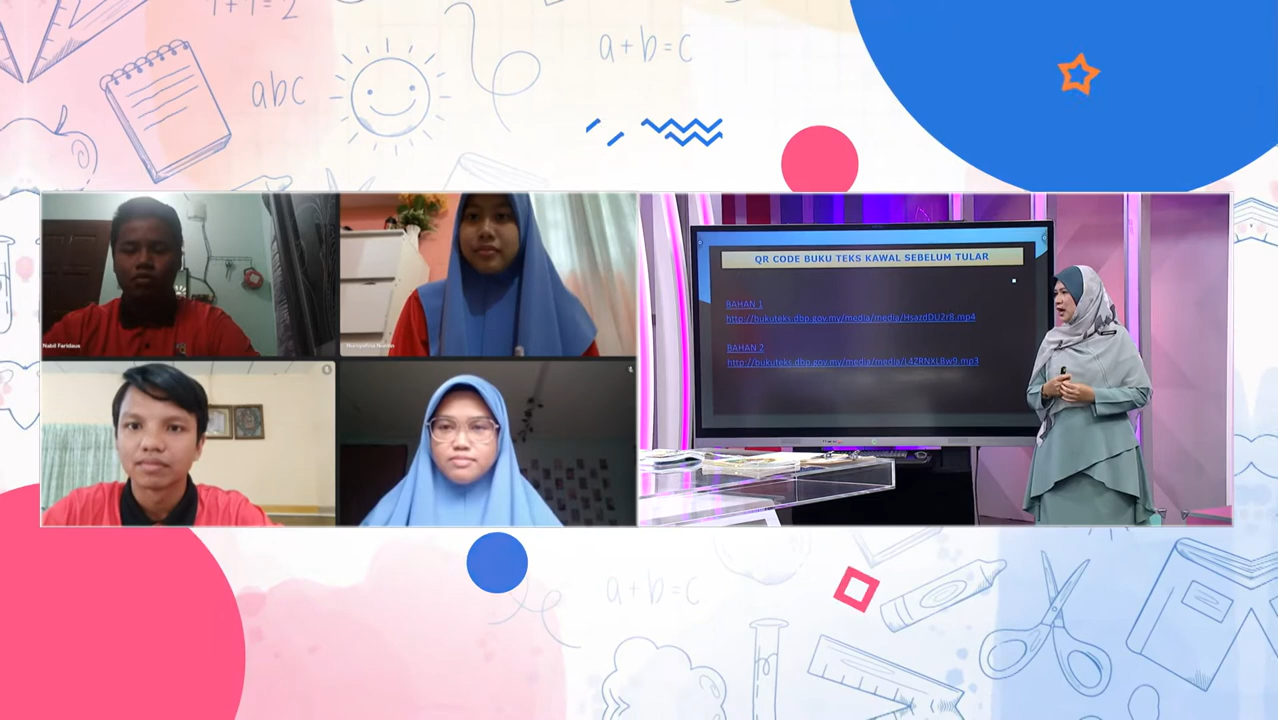 1+1=2
a+b=c
abc
Nabil Faridaus
QR CODE BUKU TEKS KAWAL SEBELUM TULAR
BAHAN 1
http://bukuteks.dbp.gov.my/media/media/HsazdDU2r8.mp4
BAHAN 2
http://bukuteks.dbp.gov.my/media/media/L4ZRNXLBw9.mp3
a+b=c